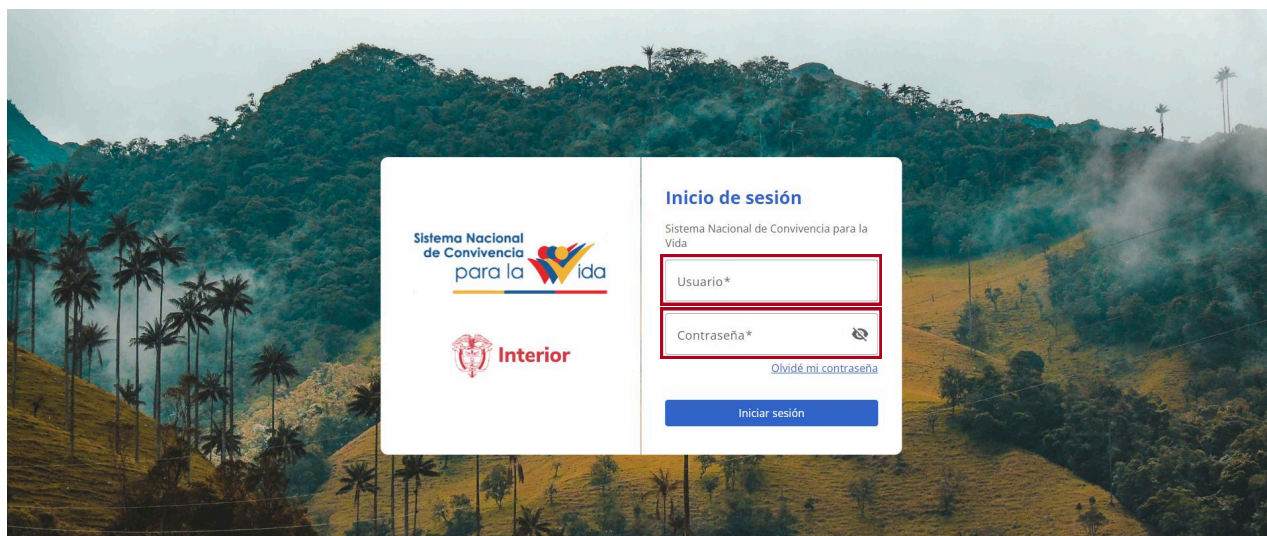 Sistema Nacional
de Convivencia
para la Vida
Interior
Inicio de sesión
Sistema Nacional de Convivencia para la
Vida
Usuario*
Contraseña*
Olvidé mi contraseña
Iniciar sesión